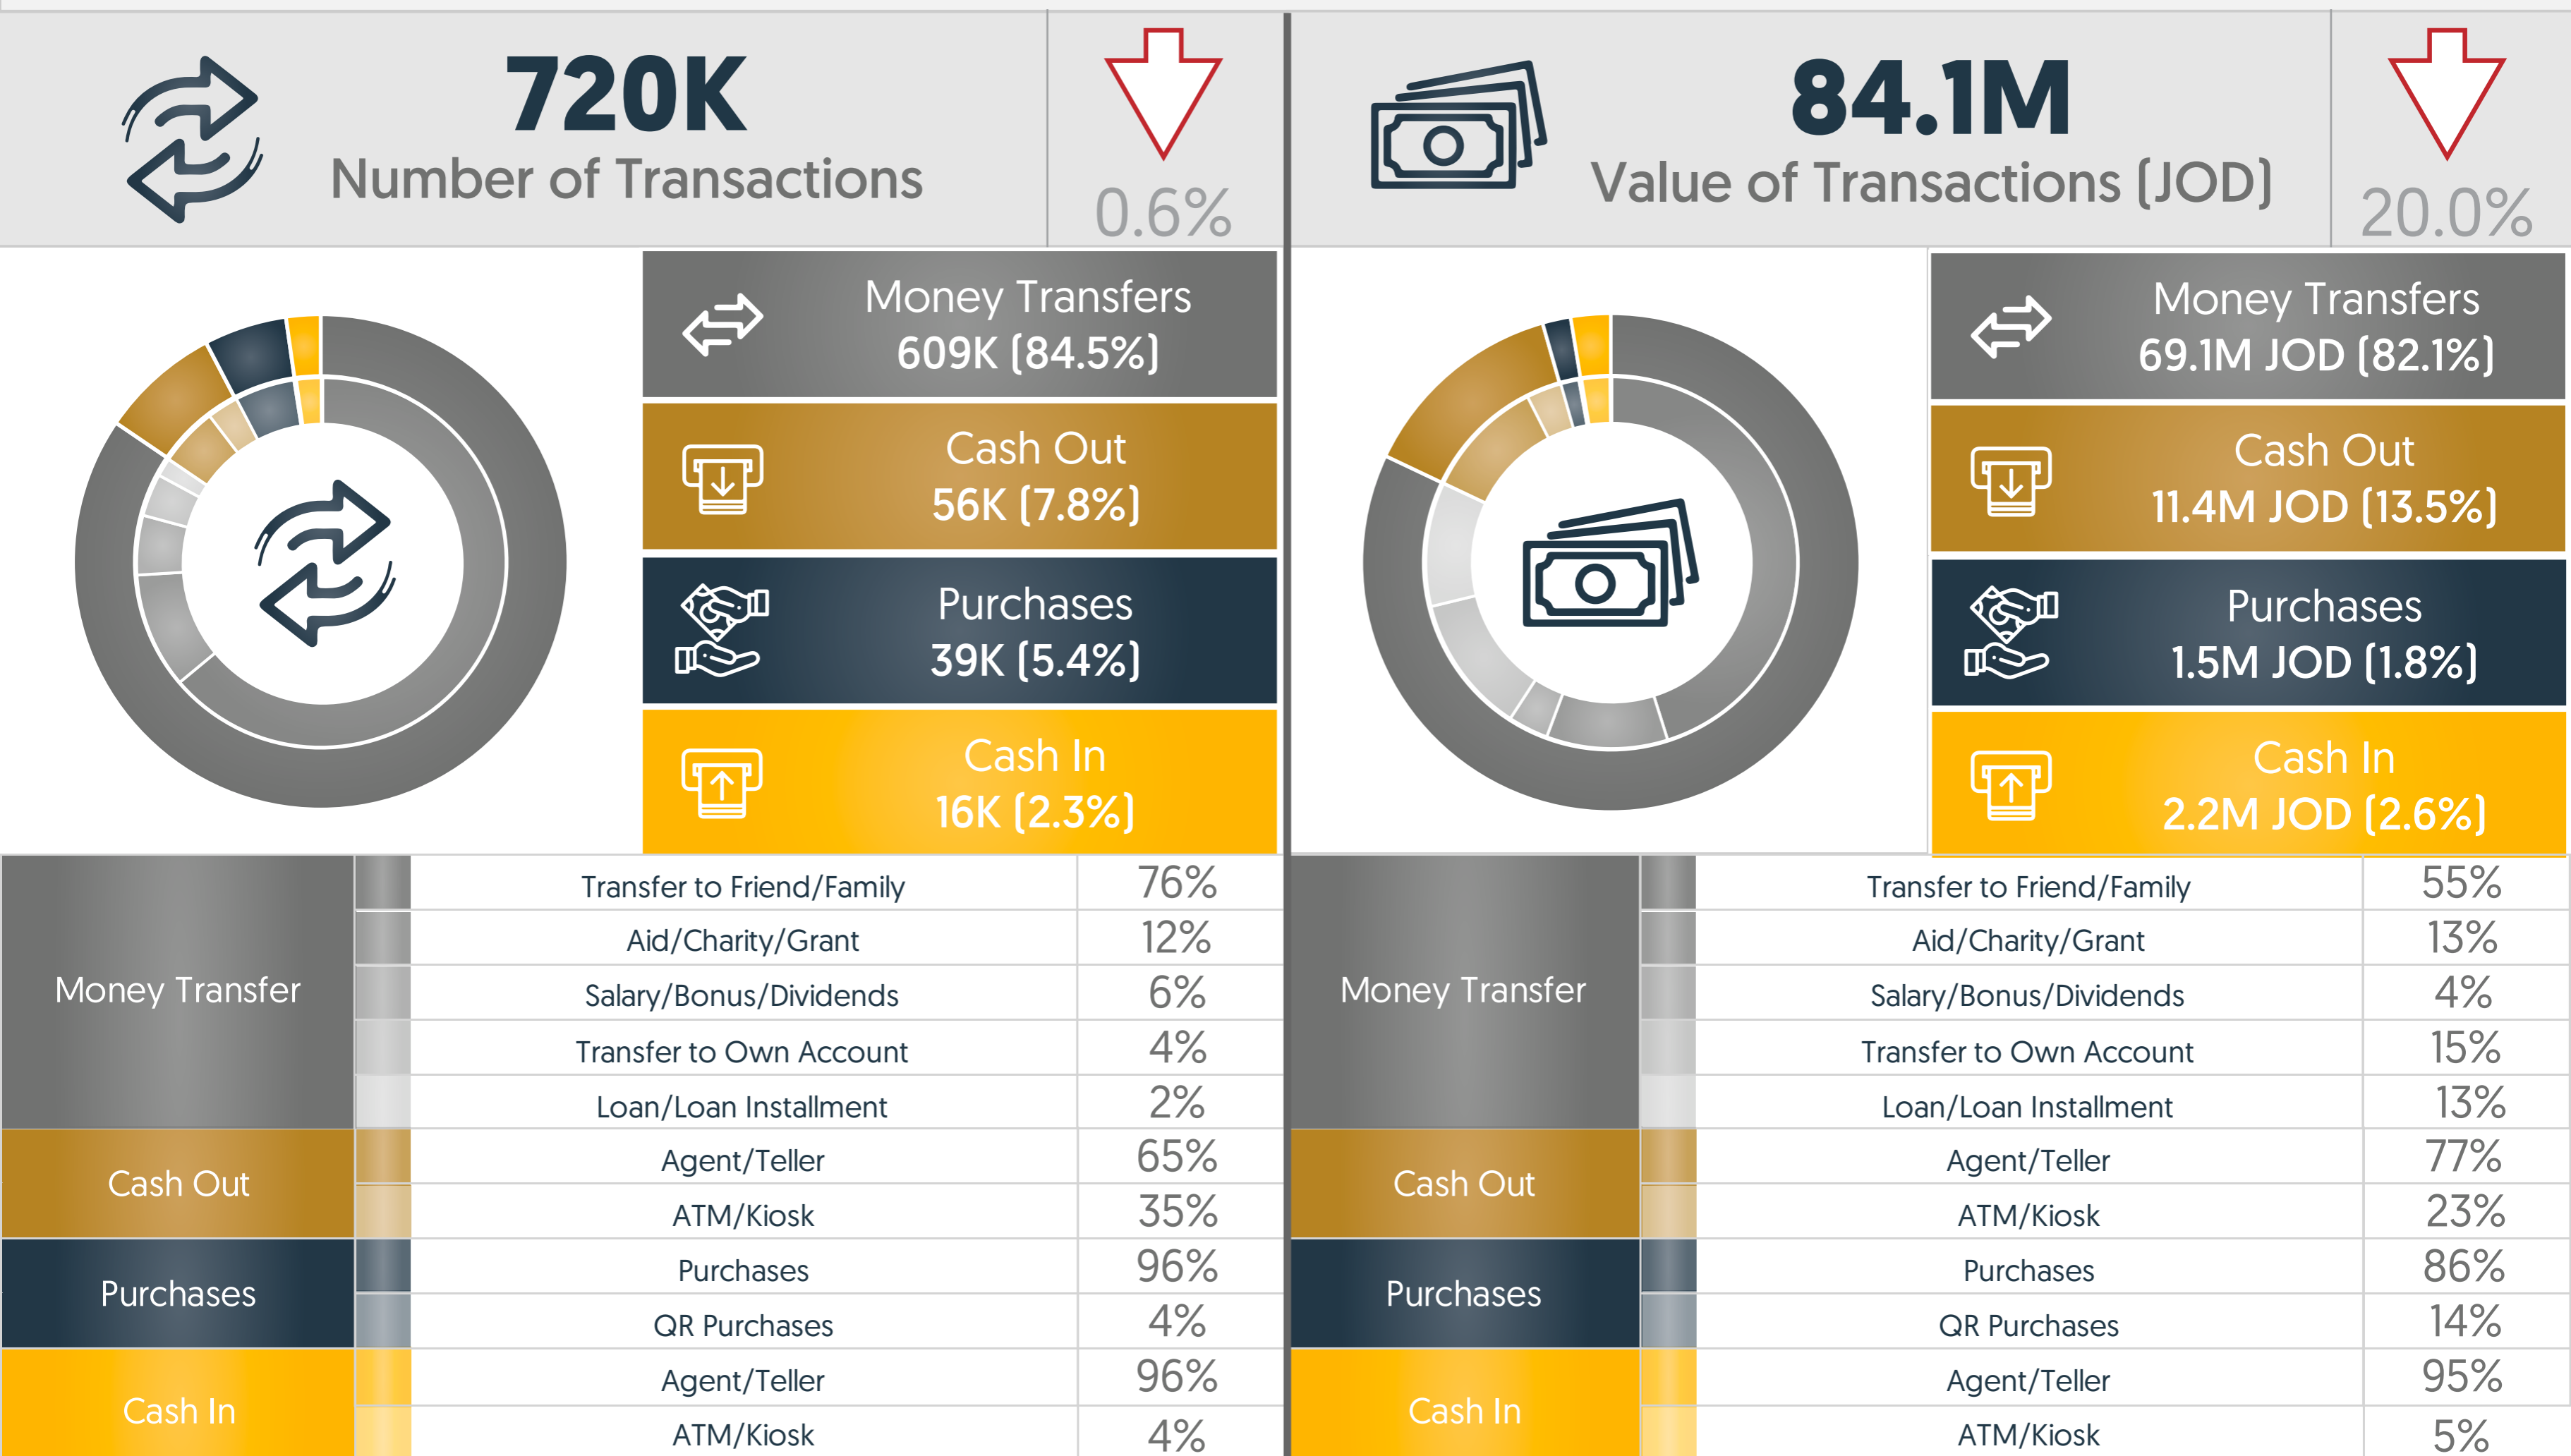 720K
Number of Transactions
0.6%
84.1M
Value of Transactions (JOD)
20.0%
Money Transfers
609K (84.5%)
Cash Out
56K (7.8%)
Purchases
39K (5.4%)
Cash In
16K (2.3%)
Money Transfers
69.1M JOD (82.1%)
Cash Out
11.4M JOD (13.5%)
Purchases
1.5M JOD (1.8%)
Cash In
2.2M JOD (2.6%)
Money Transfer
Transfer to Friend/Family 76%
Aid/Charity/Grant 12%
Salary/Bonus/Dividends 6%
Transfer to Own Account 4%
Loan/Loan Installment 2%
Cash Out
Agent/Teller 65%
ATM/Kiosk 35%
Purchases
Purchases 96%
QR Purchases 4%
Cash In
Agent/Teller 96%
ATM/Kiosk 4%
Money Transfer
Transfer to Friend/Family 55%
Aid/Charity/Grant 13%
Salary/Bonus/Dividends 4%
Transfer to Own Account 15%
Loan/Loan Installment 13%
Cash Out
Agent/Teller 77%
ATM/Kiosk 23%
Purchases
Purchases 86%
QR Purchases 14%
Cash In
Agent/Teller 95%
ATM/Kiosk 5%